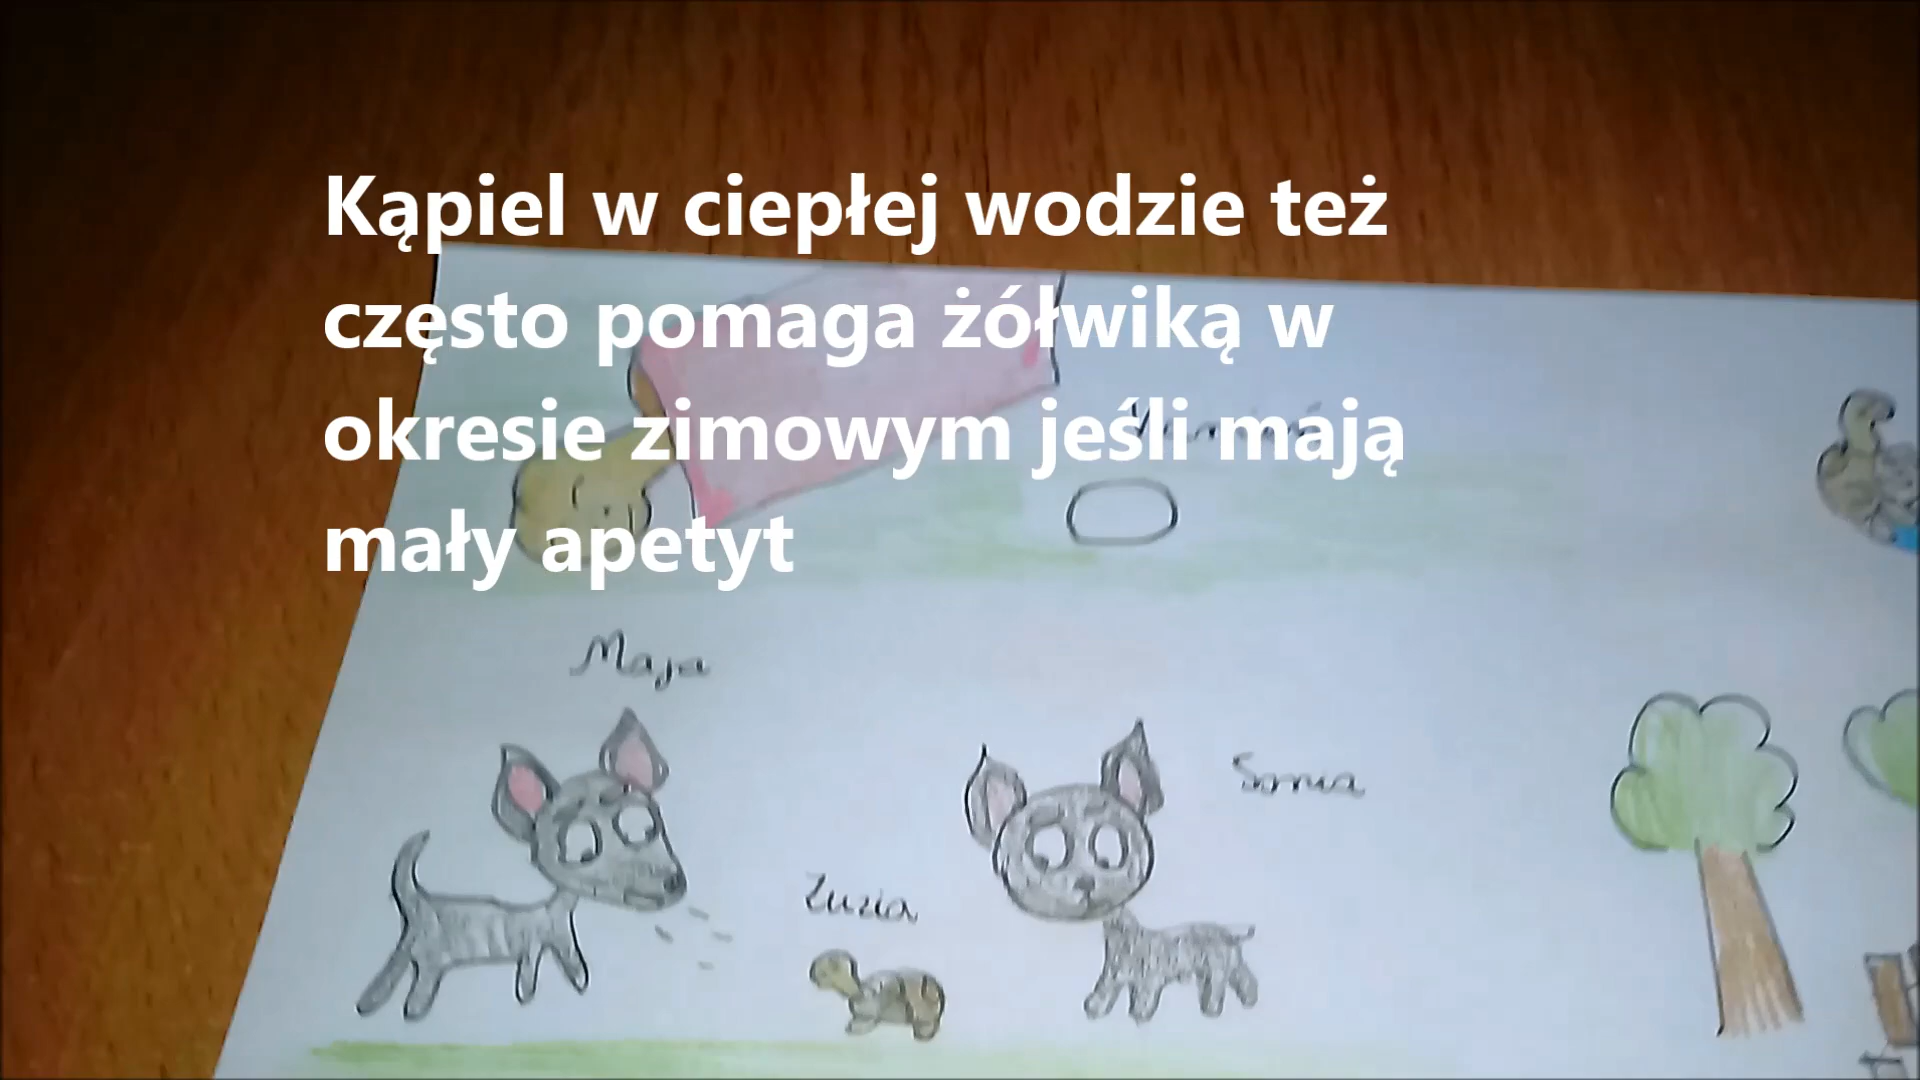 Kąpiel w ciepłej wodzie też
często pomaga żółwiką w
okresie zimowym jeśli mają
mały apetyt
Maja
Sonia
Zuzia